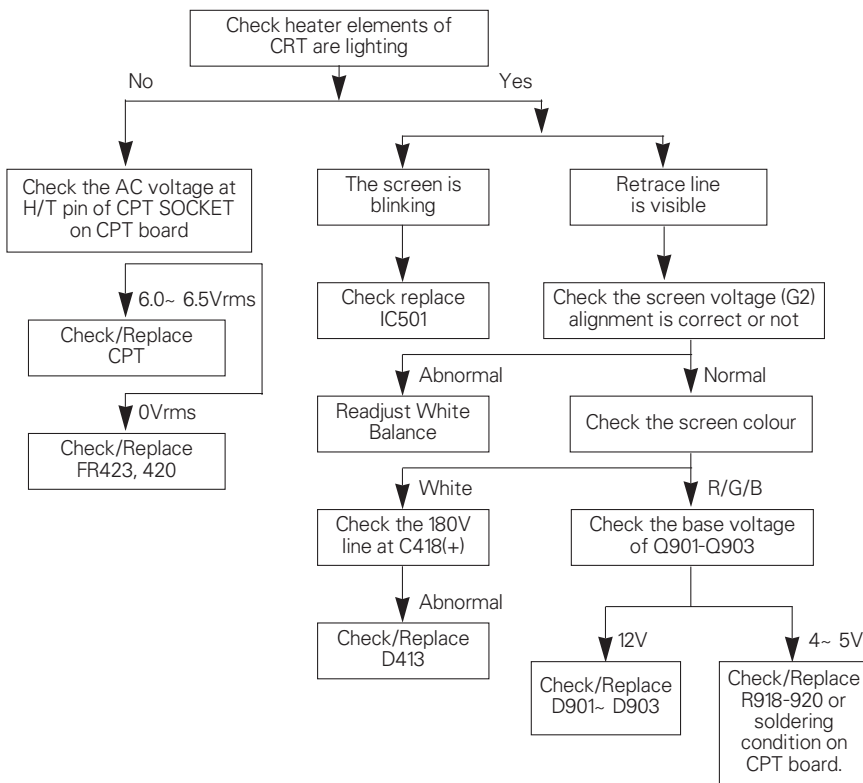 Check heater elements of
CRT are lighting
No
Yes
Check the AC voltage at
H/T pin of CPT SOCKET
on CPT board
The screen is
blinking
Retrace line
is visible
6.0~ 6.5Vrms
Check/Replace
CPT
Check replace
IC501
Check the screen voltage (G2)
alignment is correct or not
0Vrms
Check/Replace
FR423, 420
Abnormal
Normal
Readjust White
Balance
Check the screen colour
White
R/G/B
Check the 180V
line at C418(+)
Check the base voltage
of Q901-Q903
Abnormal
Check/Replace
D413
12V
4~ 5V
Check/Replace
D901~ D903
Check/Replace
R918-920 or
soldering
condition on
CPT board.